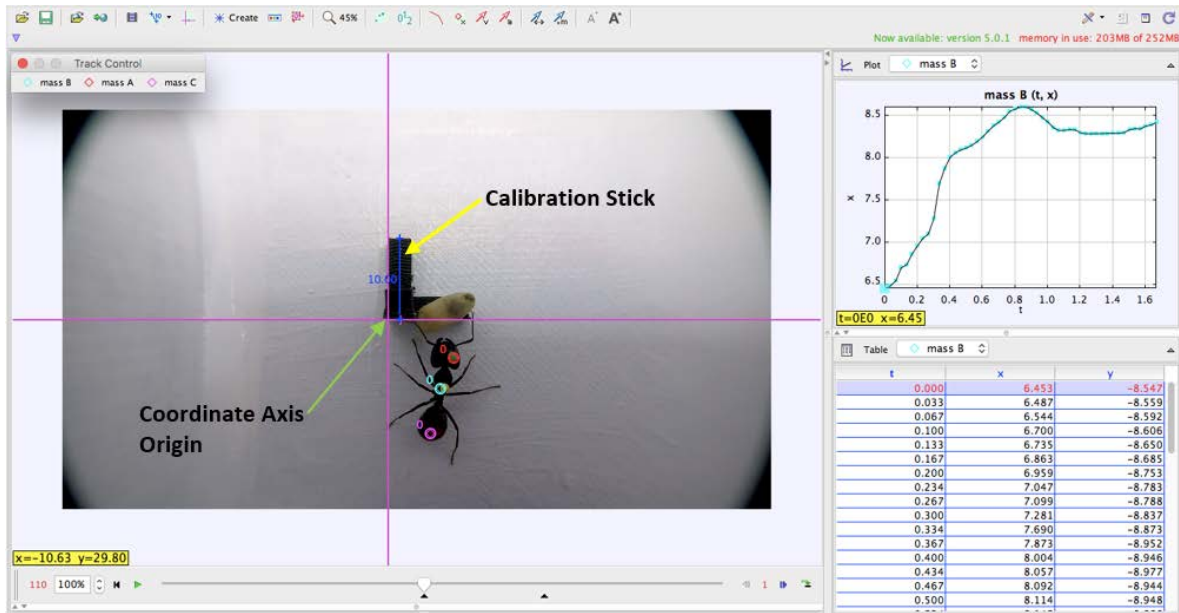 45%
Create
Now available: version 5.0.1 memory in use: 203MB of 252MB
Track Control
mass B mass A mass C
Calibration Stick
10.00
0
0
0
Coordinate Axis
Origin
x=-10.63 y=29.80
110 100% 1
Plot mass B
mass B (t, x)
8.5
8.0
7.5
7.0
6.5
x
0 0.2 0.4 0.6 0.8 1.0 1.2 1.4 1.6
t
t=0E0 x=6.45
Table mass B
t x y
0.000 6.453 -8.547
0.033 6.487 -8.559
0.067 6.544 -8.592
0.100 6.700 -8.606
0.133 6.735 -8.650
0.167 6.863 -8.685
0.200 6.959 -8.753
0.234 7.047 -8.783
0.267 7.099 -8.788
0.300 7.281 -8.837
0.334 7.690 -8.873
0.367 7.873 -8.952
0.400 8.004 -8.946
0.434 8.057 -8.977
0.467 8.092 -8.944
0.500 8.114 -8.948